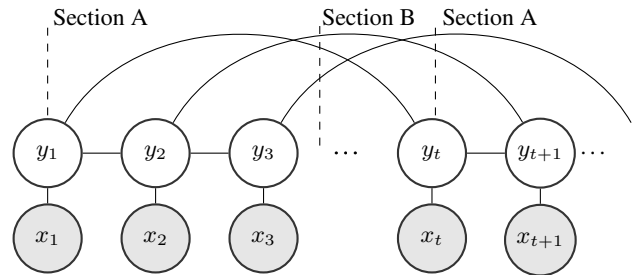 Section A Section B Section A
y₁ y₂ y₃ ... yₜ yₜ₊₁ ...
x₁ x₂ x₃ xₜ xₜ₊₁